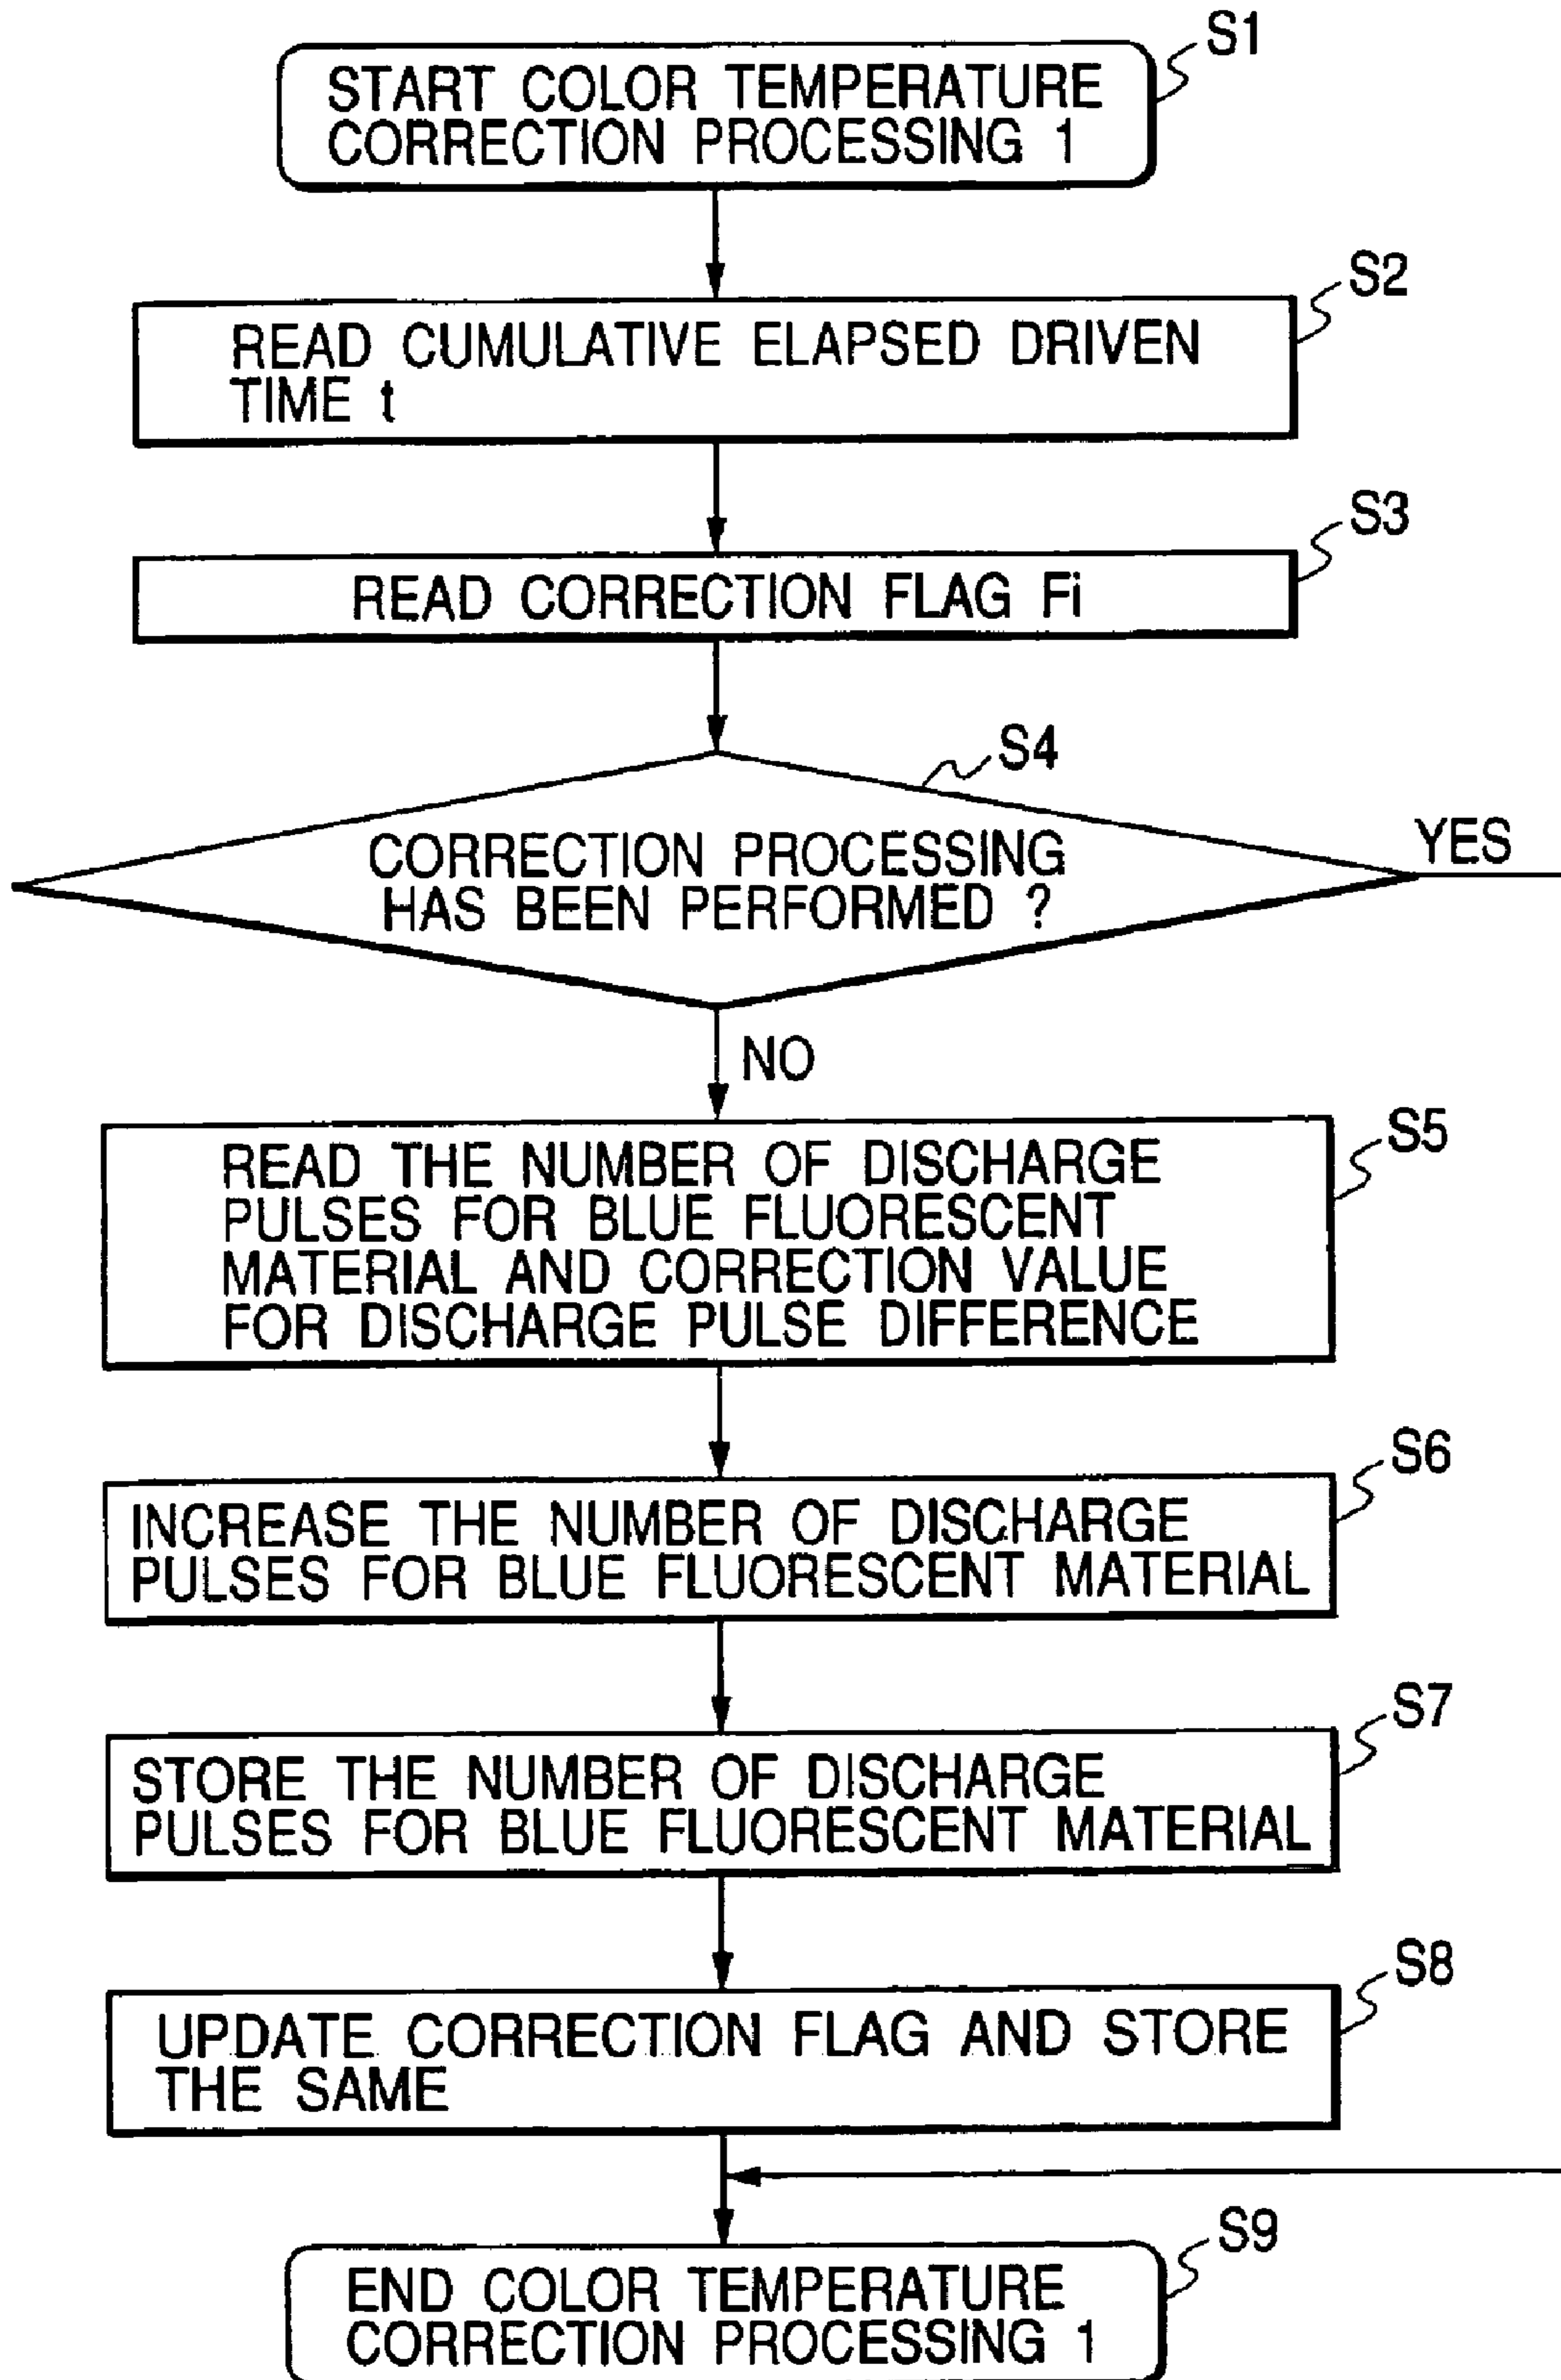 S1
START COLOR TEMPERATURE
CORRECTION PROCESSING 1
S2
READ CUMULATIVE ELAPSED DRIVEN
TIME t
S3
READ CORRECTION FLAG Fi
S4
CORRECTION PROCESSING
HAS BEEN PERFORMED ?
YES
NO
S5
READ THE NUMBER OF DISCHARGE
PULSES FOR BLUE FLUORESCENT
MATERIAL AND CORRECTION VALUE
FOR DISCHARGE PULSE DIFFERENCE
S6
INCREASE THE NUMBER OF DISCHARGE
PULSES FOR BLUE FLUORESCENT MATERIAL
S7
STORE THE NUMBER OF DISCHARGE
PULSES FOR BLUE FLUORESCENT MATERIAL
S8
UPDATE CORRECTION FLAG AND STORE
THE SAME
S9
END COLOR TEMPERATURE
CORRECTION PROCESSING 1